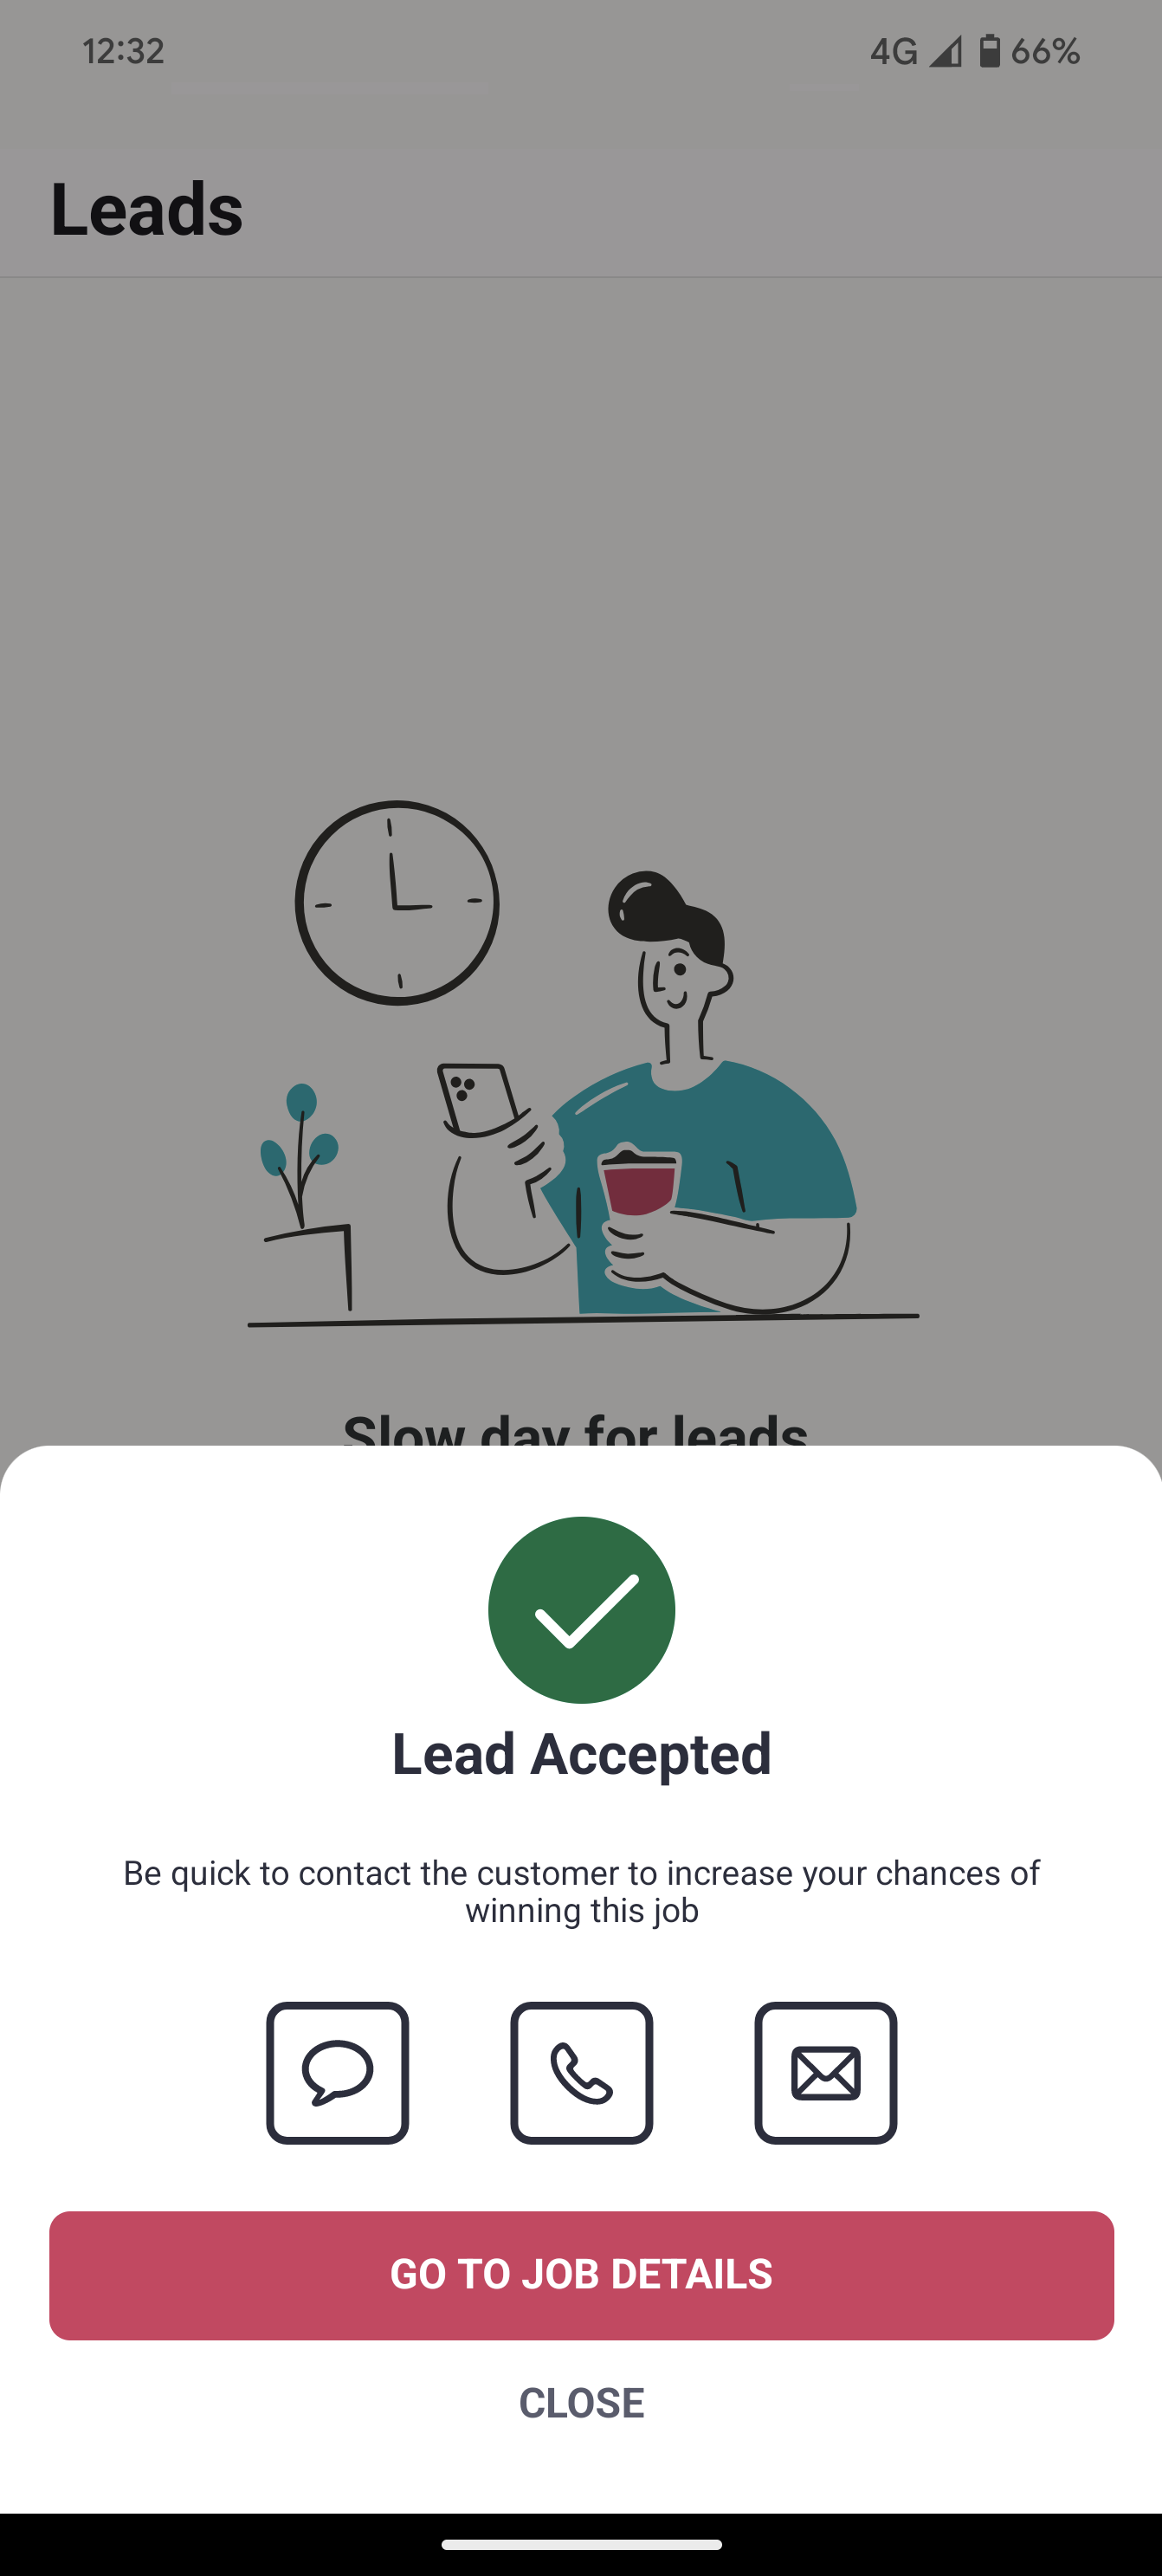 12:32 4G 66%
Leads
Slow day for leads
Lead Accepted
Be quick to contact the customer to increase your chances of
winning this job
GO TO JOB DETAILS
CLOSE